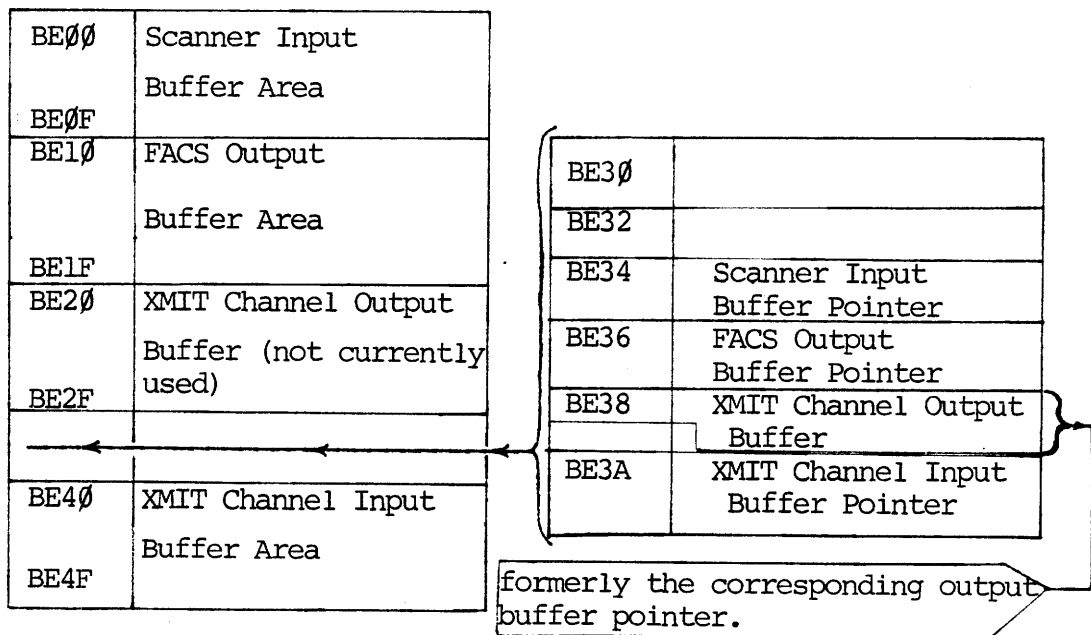 BEØØ Scanner Input
Buffer Area
BEØF
BE1Ø FACS Output
Buffer Area
BE1F
BE2Ø XMIT Channel Output
Buffer (not currently
used)
BE2F
BE4Ø XMIT Channel Input
Buffer Area
BE4F
BE3Ø
BE32
BE34 Scanner Input
Buffer Pointer
BE36 FACS Output
Buffer Pointer
BE38 XMIT Channel Output
Buffer
BE3A XMIT Channel Input
Buffer Pointer
formerly the corresponding output
buffer pointer.